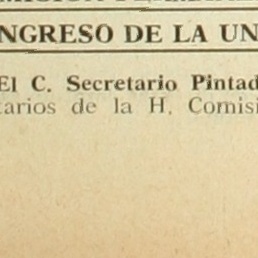 NGRESO DE LA UN
El C. Secretario Pintad
tarios de la H. Comisi